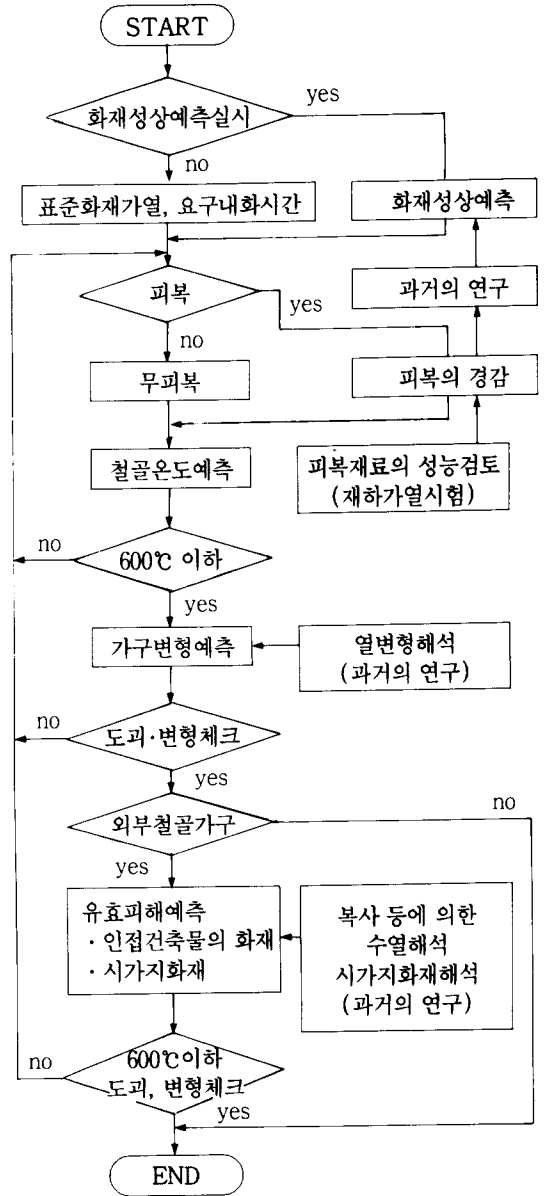 START
화재성상예측실시
yes
no
표준화재가열, 요구내화시간
화재성상예측
피복
yes
과거의 연구
no
무피복
피복의 경감
철골온도예측
피복재료의 성능검토
(재하가열시험)
no
600℃ 이하
yes
가구변형예측
열변형해석
(과거의 연구)
no
도괴·변형체크
yes
no
외부철골가구
yes
유효피해예측
· 인접건축물의 화재
· 시가지화재
복사 등에 의한
수열해석
시가지화재해석
(과거의 연구)
no
600℃이하
도괴, 변형체크
yes
END